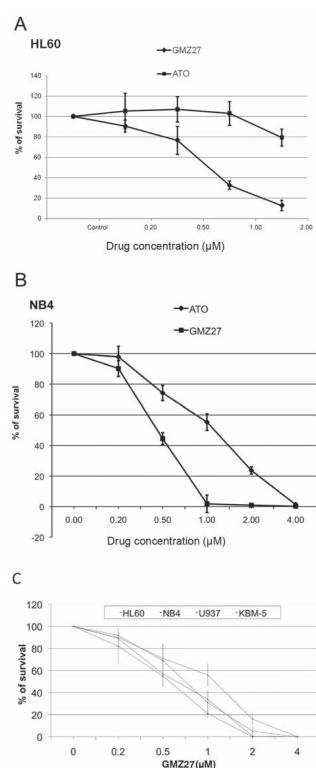 A
HL60
GMZ27
ATO
% of survival
140
120
100
80
60
40
20
0
Control 0.20 0.50 1.00 2.00
Drug concentration (µM)
B
NB4
ATO
GMZ27
% of survival
120
100
80
60
40
20
0
-20
0.00 0.20 0.50 1.00 2.00 4.00
Drug concentration (µM)
C
HL60 NB4 U937 KBM-5
% of survival
120
100
80
60
40
20
0
0 0.2 0.5 1 2 4
GMZ27(uM)